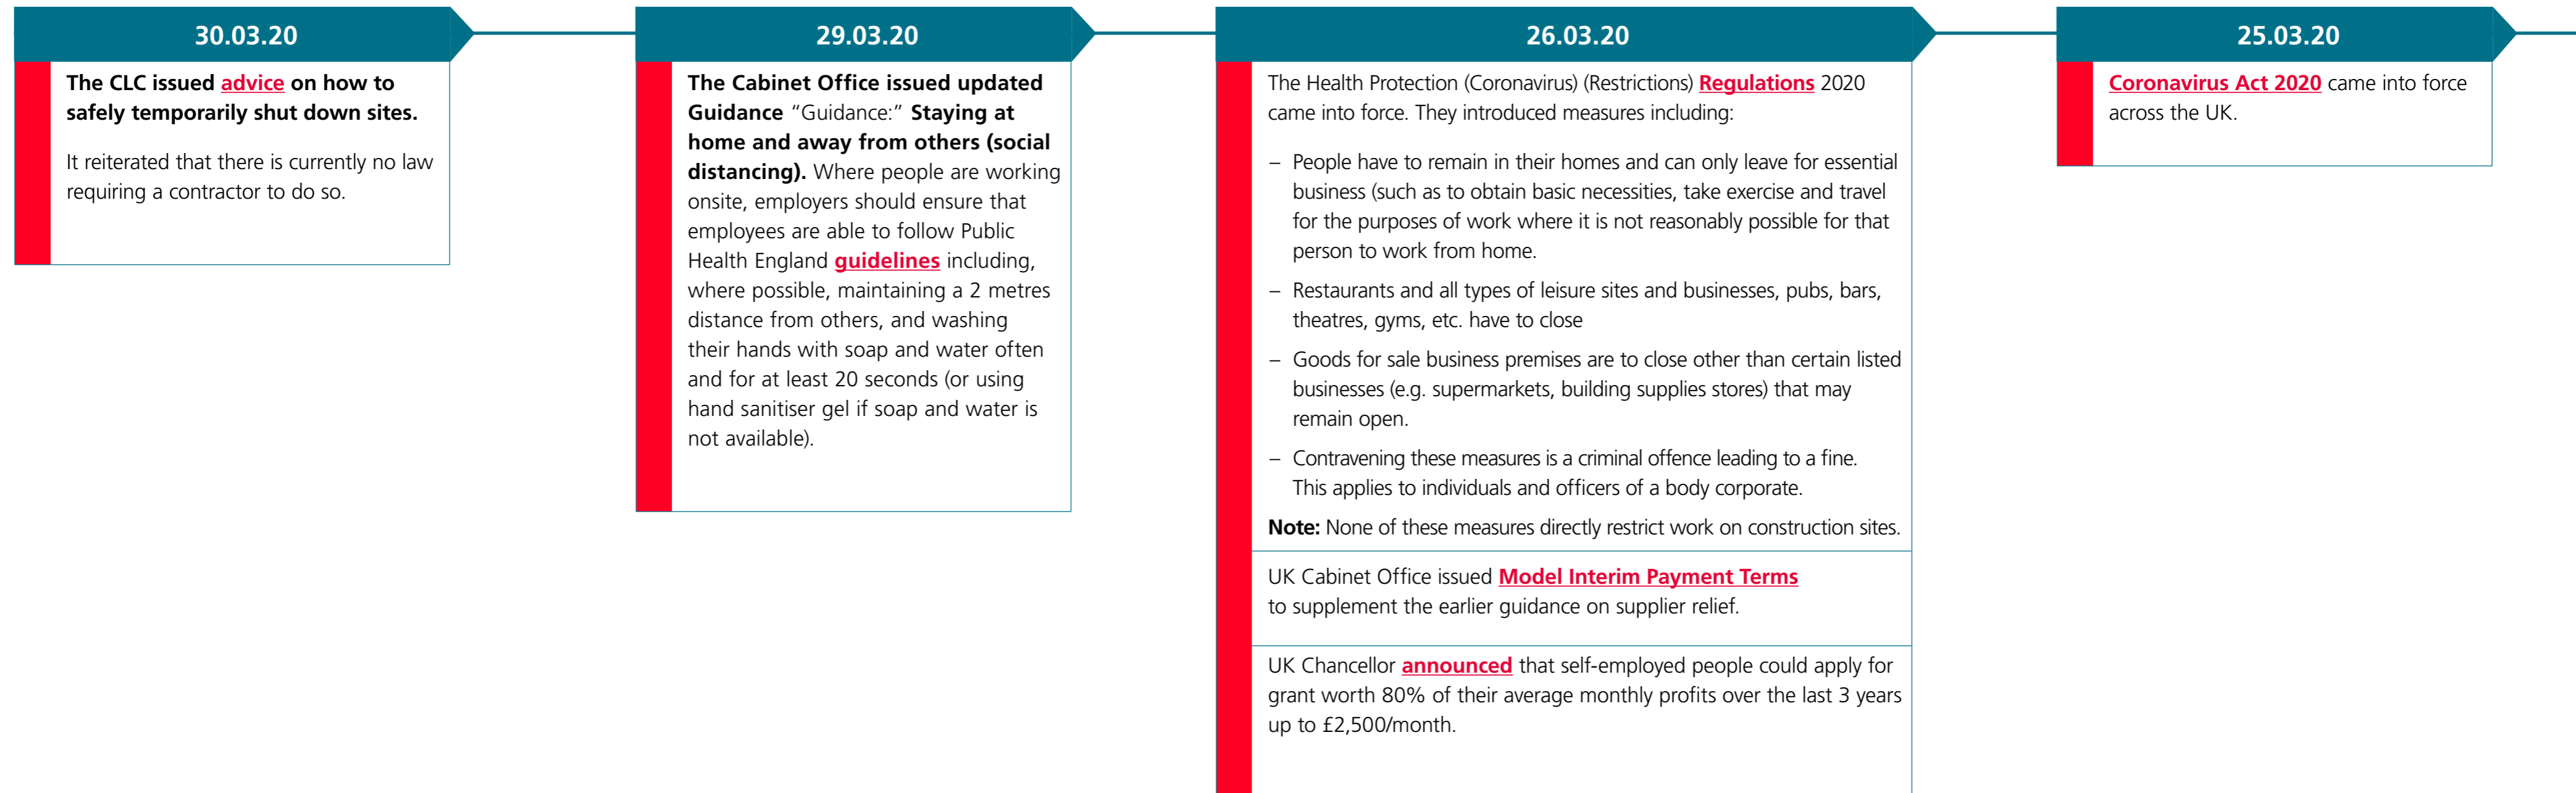 30.03.20
The CLC issued advice on how to
safely temporarily shut down sites.
It reiterated that there is currently no law
requiring a contractor to do so.
29.03.20
The Cabinet Office issued updated
Guidance “Guidance:” Staying at
home and away from others (social
distancing). Where people are working
onsite, employers should ensure that
employees are able to follow Public
Health England guidelines including,
where possible, maintaining a 2 metres
distance from others, and washing
their hands with soap and water often
and for at least 20 seconds (or using
hand sanitiser gel if soap and water is
not available).
26.03.20
The Health Protection (Coronavirus) (Restrictions) Regulations 2020
came into force. They introduced measures including:
– People have to remain in their homes and can only leave for essential
business (such as to obtain basic necessities, take exercise and travel
for the purposes of work where it is not reasonably possible for that
person to work from home.
– Restaurants and all types of leisure sites and businesses, pubs, bars,
theatres, gyms, etc. have to close
– Goods for sale business premises are to close other than certain listed
businesses (e.g. supermarkets, building supplies stores) that may
remain open.
– Contravening these measures is a criminal offence leading to a fine.
This applies to individuals and officers of a body corporate.
Note: None of these measures directly restrict work on construction sites.
UK Cabinet Office issued Model Interim Payment Terms
to supplement the earlier guidance on supplier relief.
UK Chancellor announced that self-employed people could apply for
grant worth 80% of their average monthly profits over the last 3 years
up to £2,500/month.
25.03.20
Coronavirus Act 2020 came into force
across the UK.